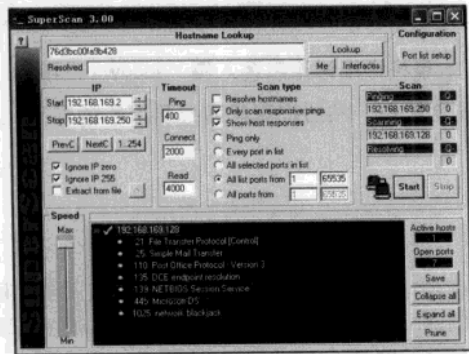 SuperScan 3.00
Hostname Lookup
76d3bc00fa9b428
Lookup
Resolved
Me
Interfaces
Configuration
Port list setup
IP
Start 192.168.169.2
Stop 192.168.169.250
PrevC
NextC
1..254
Ignore IP zero
Ignore IP 255
Extract from file
Timeout
Ping
400
Connect
2000
Read
4000
Scan type
Resolve hostnames
Only scan responsive pings
Show host responses
Ping only
Every port in list
All selected ports in list
All list ports from 1 65535
All ports from 1 65535
Scan
Pinging
192.168.169.250 0
Scanning
192.168.169.128 0
Resolving
0
Start
Stop
Speed
Max
Min
192.168.169.128
21 File Transfer Protocol [Control]
25 Simple Mail Transfer
110 Post Office Protocol - Version 3
135 DCE endpoint resolution
139 NETBIOS Session Service
445 Microsoft-DS
1025 network blackjack
Active hosts
1
Open ports
7
Save
Collapse all
Expand all
Prune